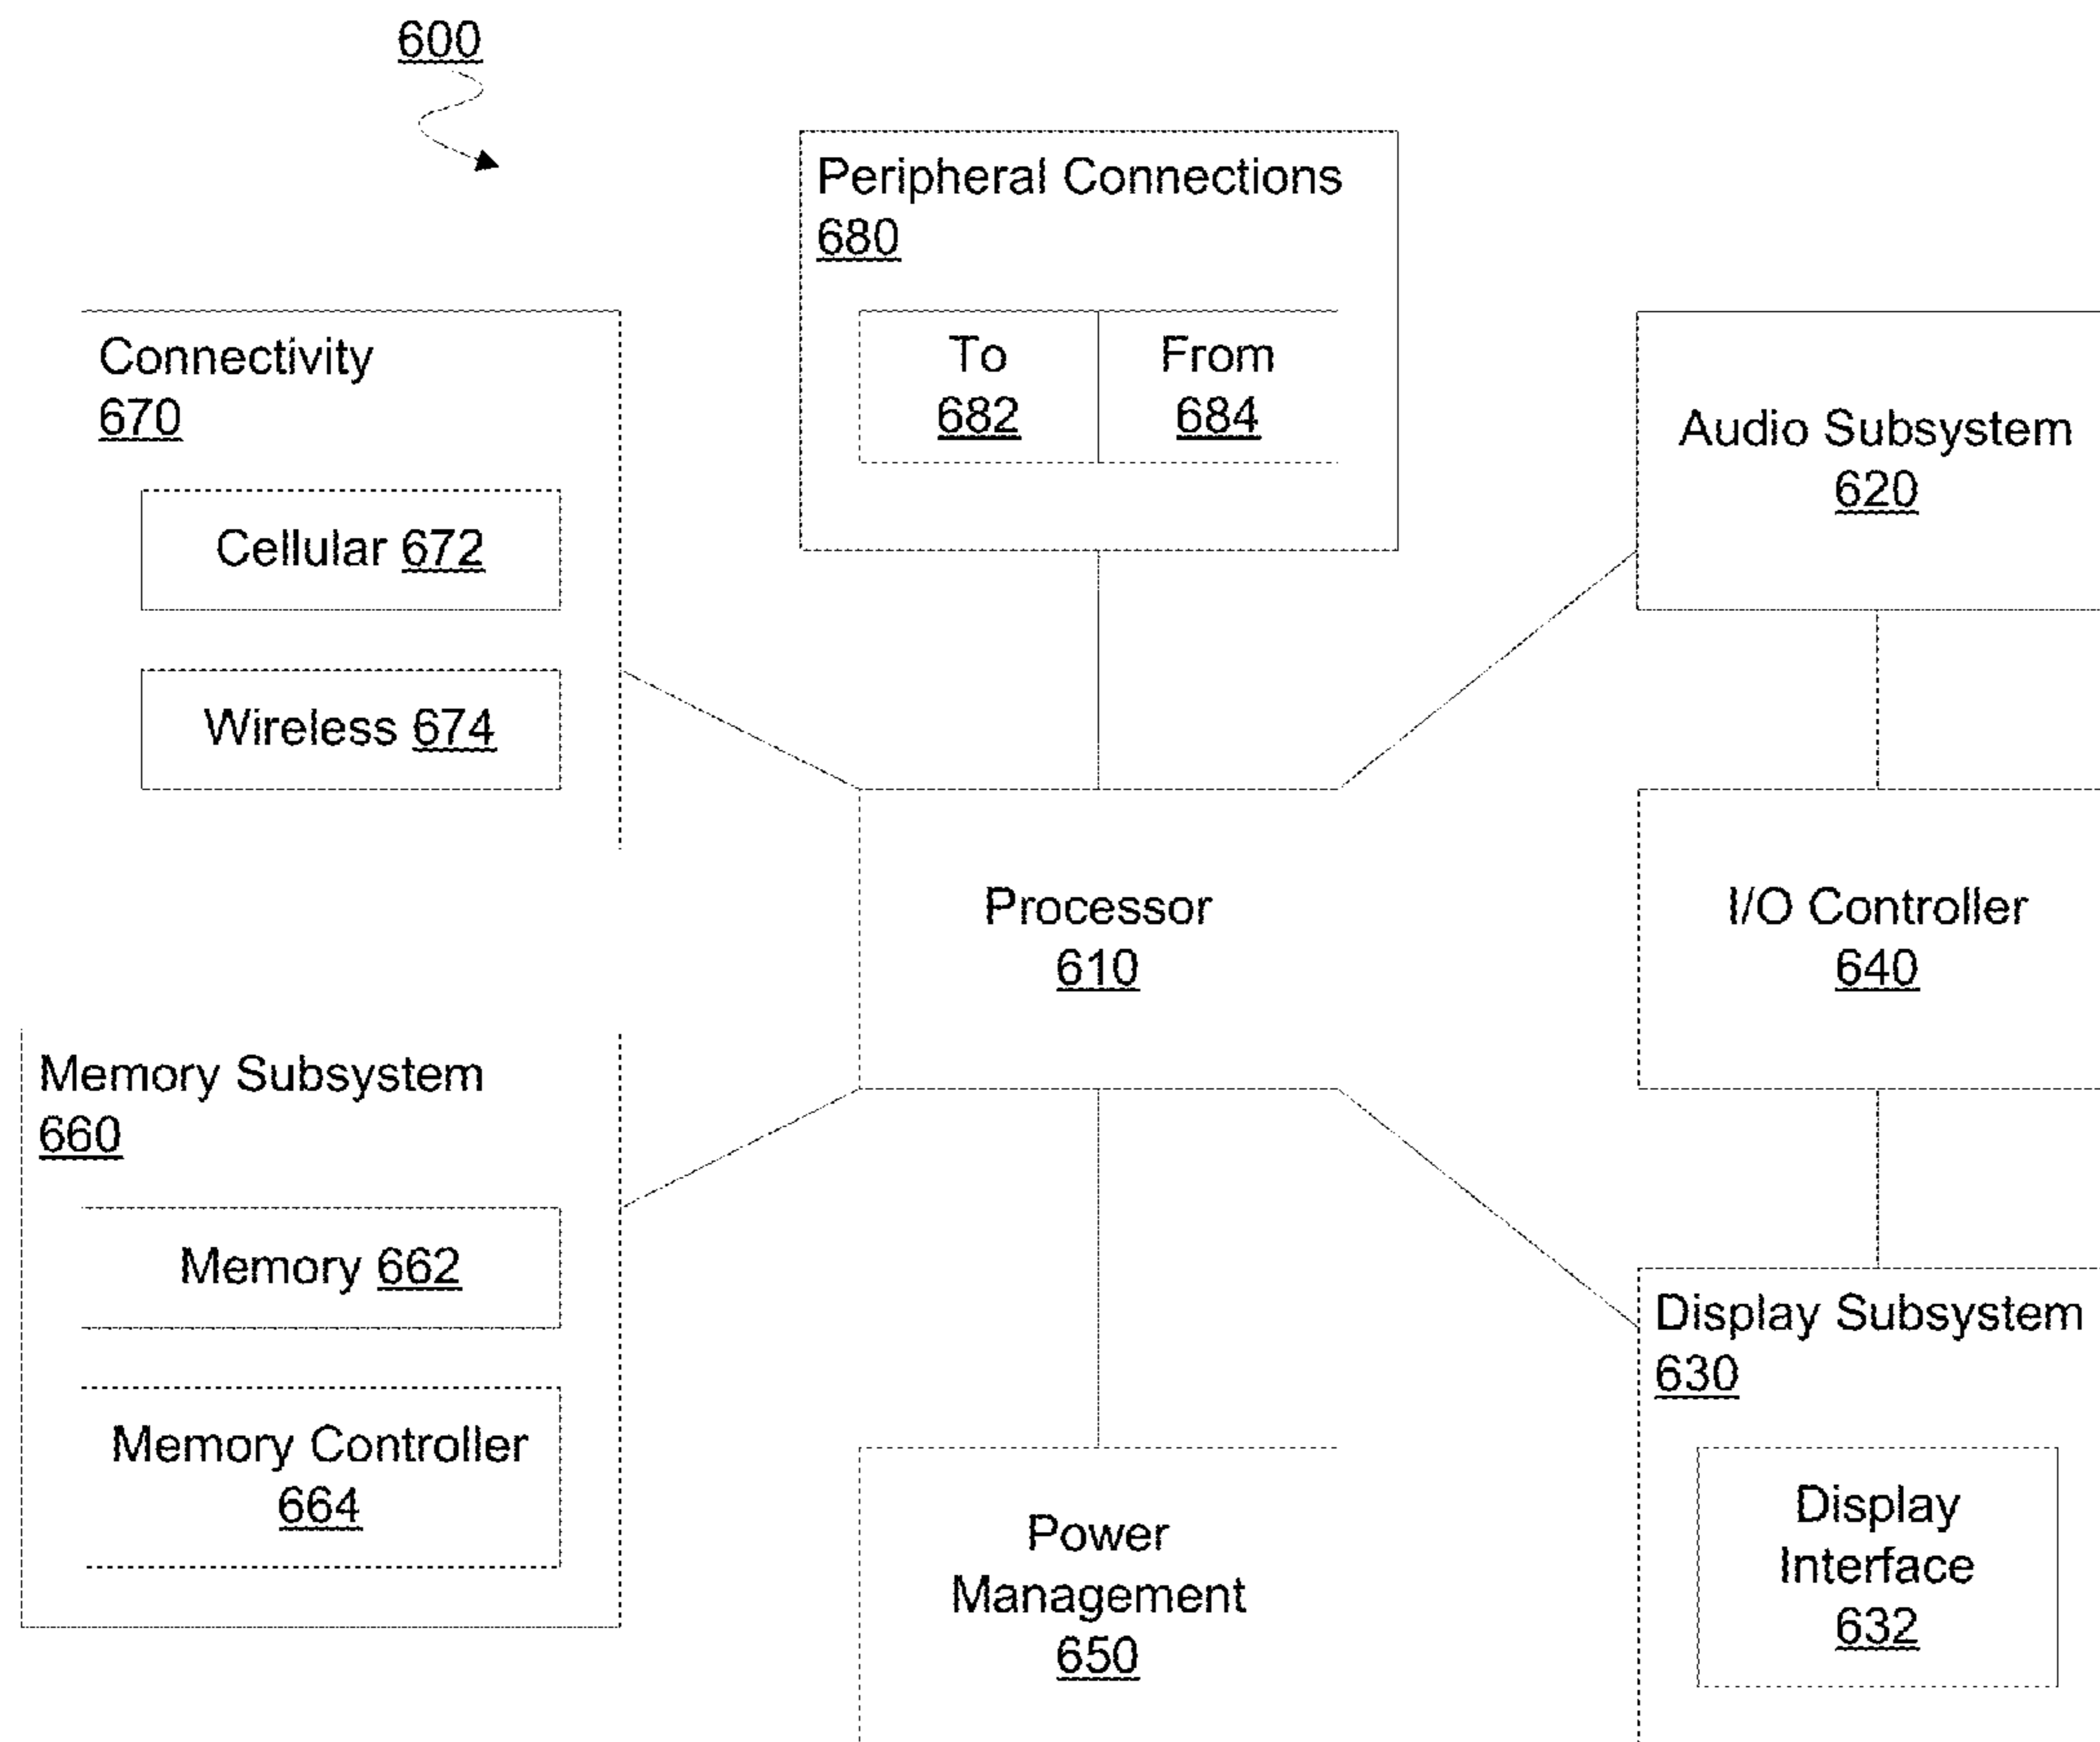 600
Peripheral Connections
680
To
682
From
684
Connectivity
670
Cellular 672
Wireless 674
Audio Subsystem
620
Processor
610
I/O Controller
640
Memory Subsystem
660
Memory 662
Memory Controller
664
Power
Management
650
Display Subsystem
630
Display
Interface
632